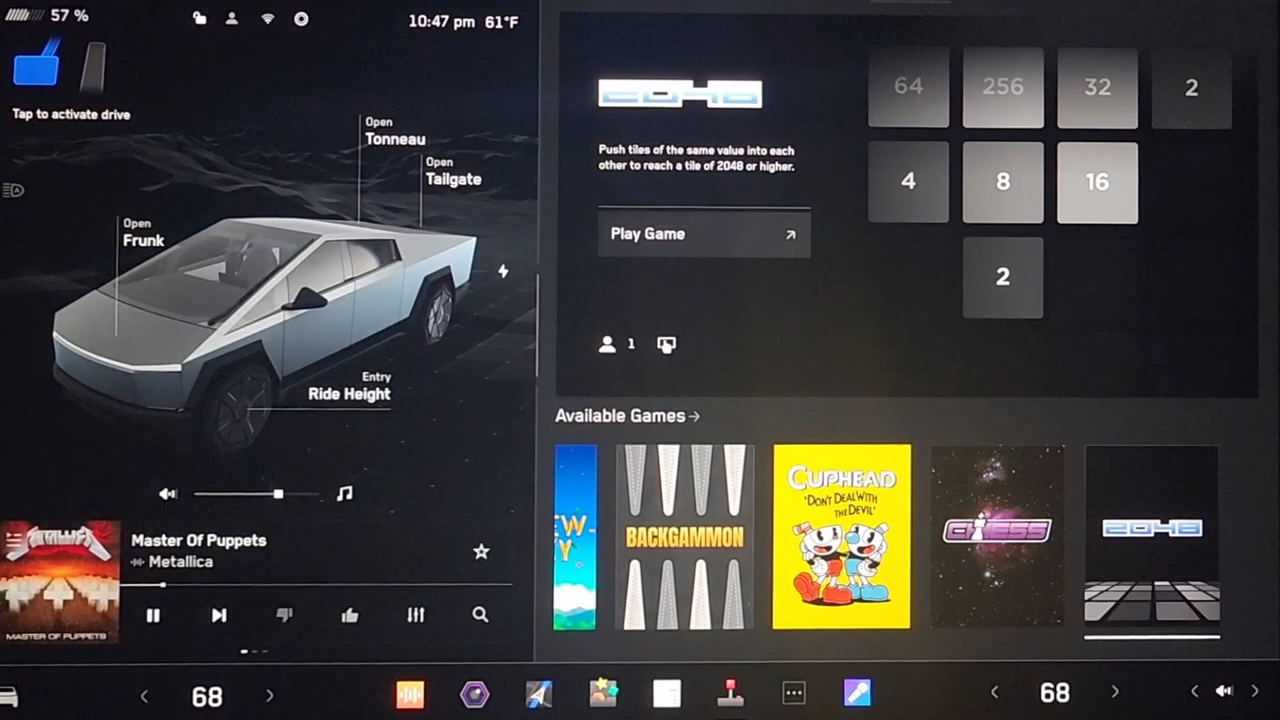 57 %
10:47 pm 61°F
Tap to activate drive
Open
Tonneau
Open
Tailgate
Open
Frunk
Entry
Ride Height
Master Of Puppets
Metallica
METALLICA
MASTER OF PUPPETS
2048
Push tiles of the same value into each
other to reach a tile of 2048 or higher.
Play Game
1
64 256 32 2
4 8 16
2
Available Games
W-
Y
BACKGAMMON
CUPHEAD
'DON'T DEAL WITH
THE DEVIL'
CHESS
2048
68
68